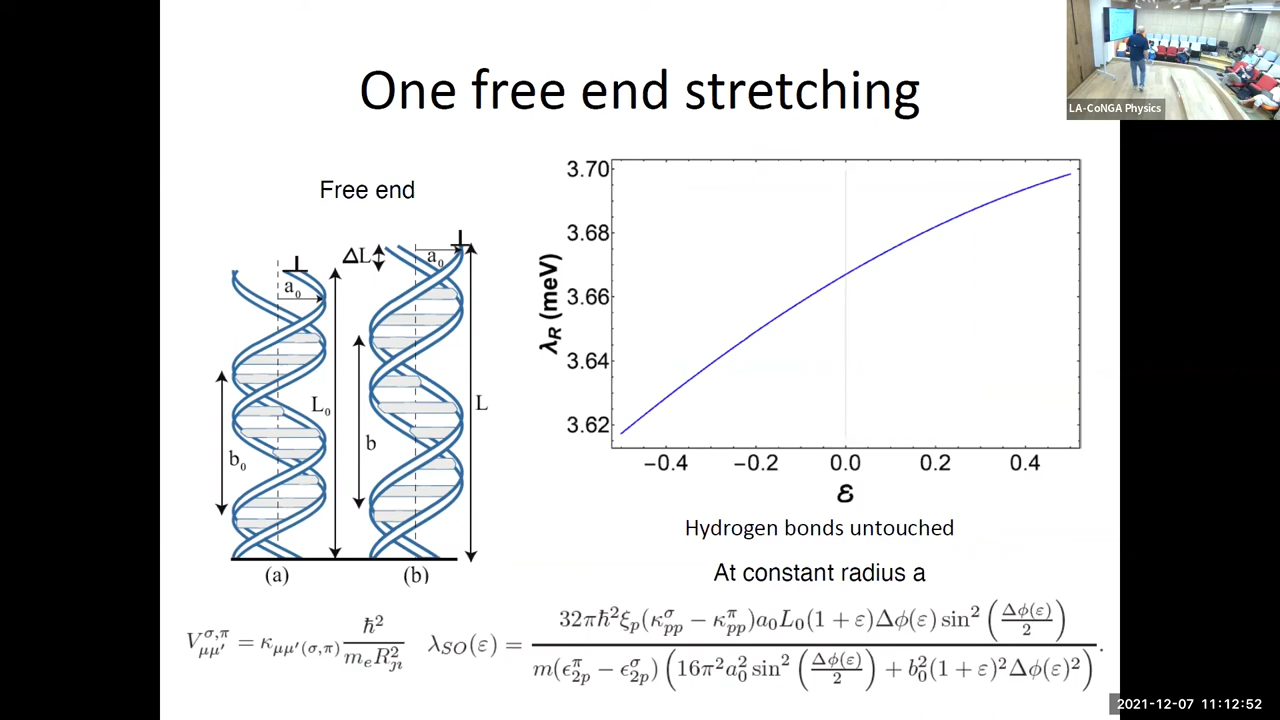 One free end stretching
LA-CoNGA Physics
Free end
ΔL
a₀
a₀
L₀
L
b₀
b
(a)
(b)
3.70
3.68
3.66
3.64
3.62
λ_R (meV)
−0.4 −0.2 0.0 0.2 0.4
ε
Hydrogen bonds untouched
At constant radius a
V^{σ,π}_{μμ'} = κ_{μμ'(σ,π)} ħ²/(m_e R²_{ji})
λ_{SO}(ε) = 32πħ²ξ_p(κ^σ_{pp} − κ^π_{pp})a₀L₀(1 + ε)Δϕ(ε) sin²(Δϕ(ε)/2) / m(ϵ^π_{2p} − ϵ^σ_{2p})(16π²a₀² sin²(Δϕ(ε)/2) + b₀²(1 + ε)²Δϕ(ε)²).
2021-12-07 11:12:52